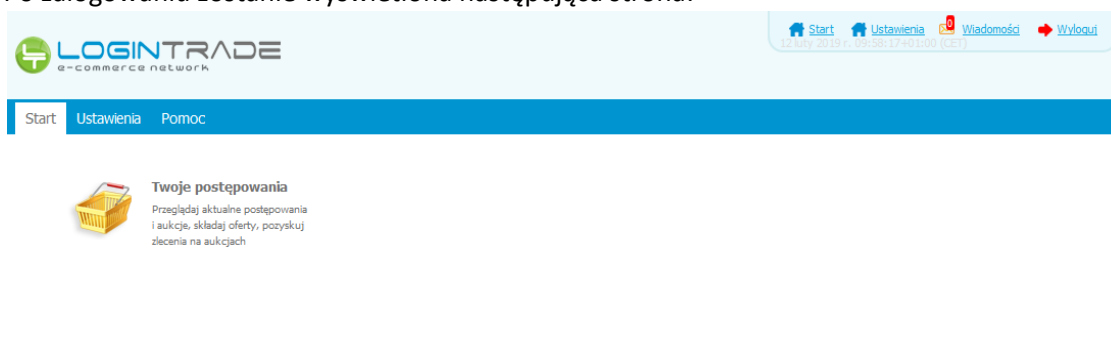 Po zalogowaniu zostanie wyświetlona następująca strona:
Start Ustawienia 0 Wiadomości Wyloguj
12 luty 2019 r. 09:58:17+01:00 (CET)
LOGINTRADE
e-commerce network
Start Ustawienia Pomoc
Twoje postępowania
Przeglądaj aktualne postępowania
i aukcje, składaj oferty, pozyskuj
zlecenia na aukcjach